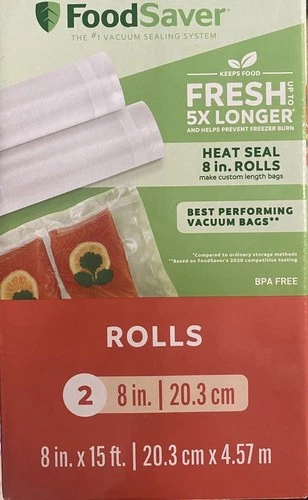 FoodSaver®
THE #1 VACUUM SEALING SYSTEM
KEEPS FOOD
FRESH UP TO
5X LONGER*
AND HELPS PREVENT FREEZER BURN
HEAT SEAL
8 in. ROLLS
make custom length bags
BEST PERFORMING
VACUUM BAGS**
*Compared to ordinary storage methods
**Based on FoodSaver's 2020 competitive testing
BPA FREE
ROLLS
2 8 in. | 20.3 cm
8 in. x 15 ft. | 20.3 cm x 4.57 m